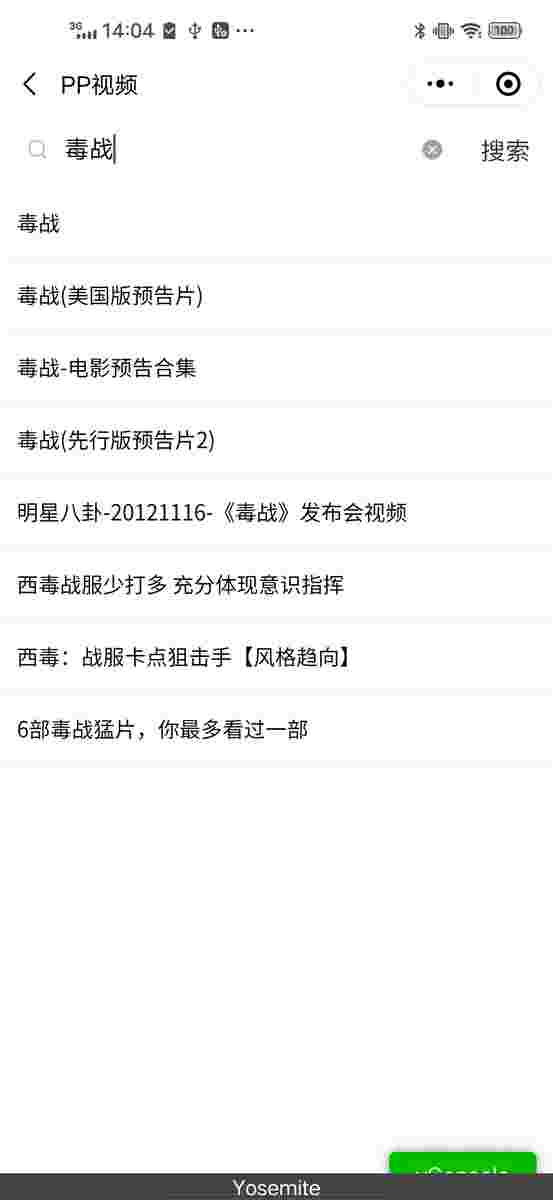 3G 14:04 100
PP视频
毒战 搜索
毒战
毒战(美国版预告片)
毒战-电影预告合集
毒战(先行版预告片2)
明星八卦-20121116-《毒战》发布会视频
西毒战服少打多 充分体现意识指挥
西毒：战服卡点狙击手【风格趋向】
6部毒战猛片，你最多看过一部
vConsole
Yosemite